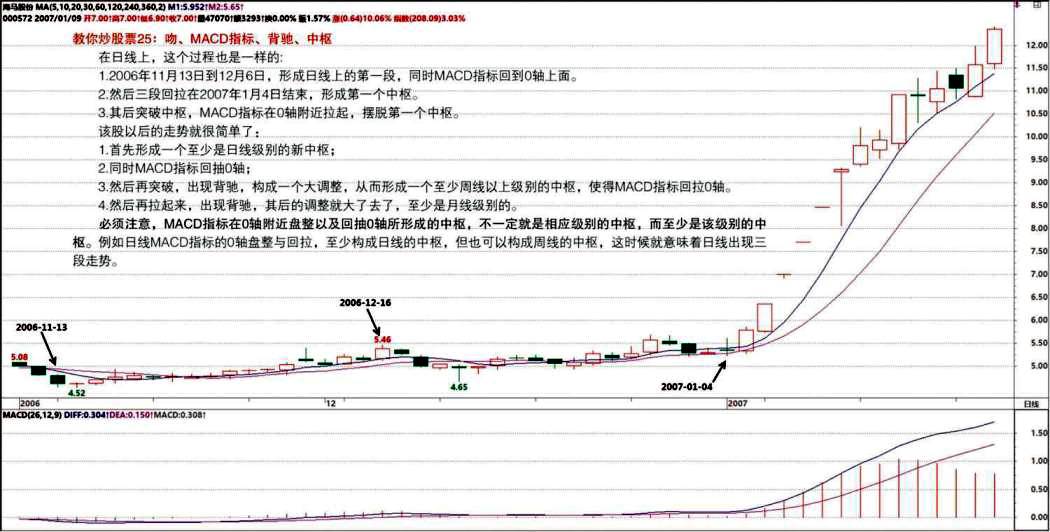 海马股份 MA(5,10,20,30,60,120,240,360,2) M1:5.952↑M2:5.65↑
000572 2007/01/09 开7.00↑高7.00↑低6.90↑收7.00↑量47070↑额3293↑换0.00% 振1.57% 涨(0.64)10.06% 指数(208.09)3.03%
教你炒股票25：吻、MACD指标、背驰、中枢
在日线上，这个过程也是一样的:
1.2006年11月13日到12月6日，形成日线上的第一段，同时MACD指标回到0轴上面。
2.然后三段回拉在2007年1月4日结束，形成第一个中枢。
3.其后突破中枢，MACD指标在0轴附近拉起，摆脱第一个中枢。
该股以后的走势就很简单了：
1.首先形成一个至少是日线级别的新中枢；
2.同时MACD指标回抽0轴；
3.然后再突破，出现背驰，构成一个大调整，从而形成一个至少周线以上级别的中枢，使得MACD指标回拉0轴。
4.然后再拉起来，出现背驰，其后的调整就大了去了，至少是月线级别的。
必须注意，MACD指标在0轴附近盘整以及回抽0轴所形成的中枢，不一定就是相应级别的中枢，而至少是该级别的中
枢。例如日线MACD指标的0轴盘整与回拉，至少构成日线的中枢，但也可以构成周线的中枢，这时候就意味着日线出现三
段走势。
12.00
11.50
11.00
10.50
10.00
9.50
9.00
8.50
8.00
7.50
7.00
6.50
6.00
5.50
5.00
2006-11-13
2006-12-16
5.08
5.46
4.52
4.65
2007-01-04
2006
12
2007
日线
MACD(26,12,9) DIFF:0.304↑DEA:0.150↑MACD:0.308↑
1.50
1.00
0.50
0.00